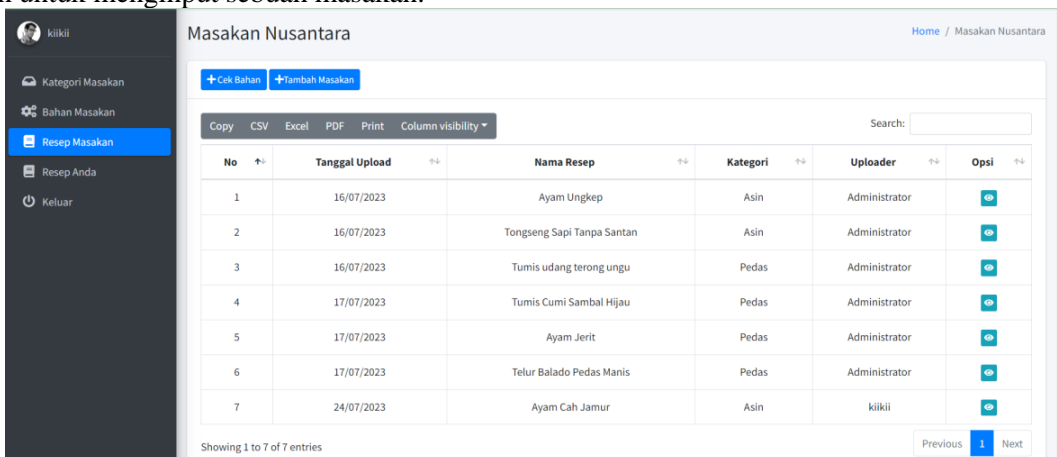 untuk menginput sebuah masakan.
kiikii
Kategori Masakan
Bahan Masakan
Resep Masakan
Resep Anda
Keluar
Masakan Nusantara
Home / Masakan Nusantara
+Cek Bahan +Tambah Masakan
Copy CSV Excel PDF Print Column visibility
Search:
No Tanggal Upload Nama Resep Kategori Uploader Opsi
1 16/07/2023 Ayam Ungkep Asin Administrator
2 16/07/2023 Tongseng Sapi Tanpa Santan Asin Administrator
3 16/07/2023 Tumis udang terong ungu Pedas Administrator
4 17/07/2023 Tumis Cumi Sambal Hijau Pedas Administrator
5 17/07/2023 Ayam Jerit Pedas Administrator
6 17/07/2023 Telur Balado Pedas Manis Pedas Administrator
7 24/07/2023 Ayam Cah Jamur Asin kiikii
Showing 1 to 7 of 7 entries
Previous 1 Next